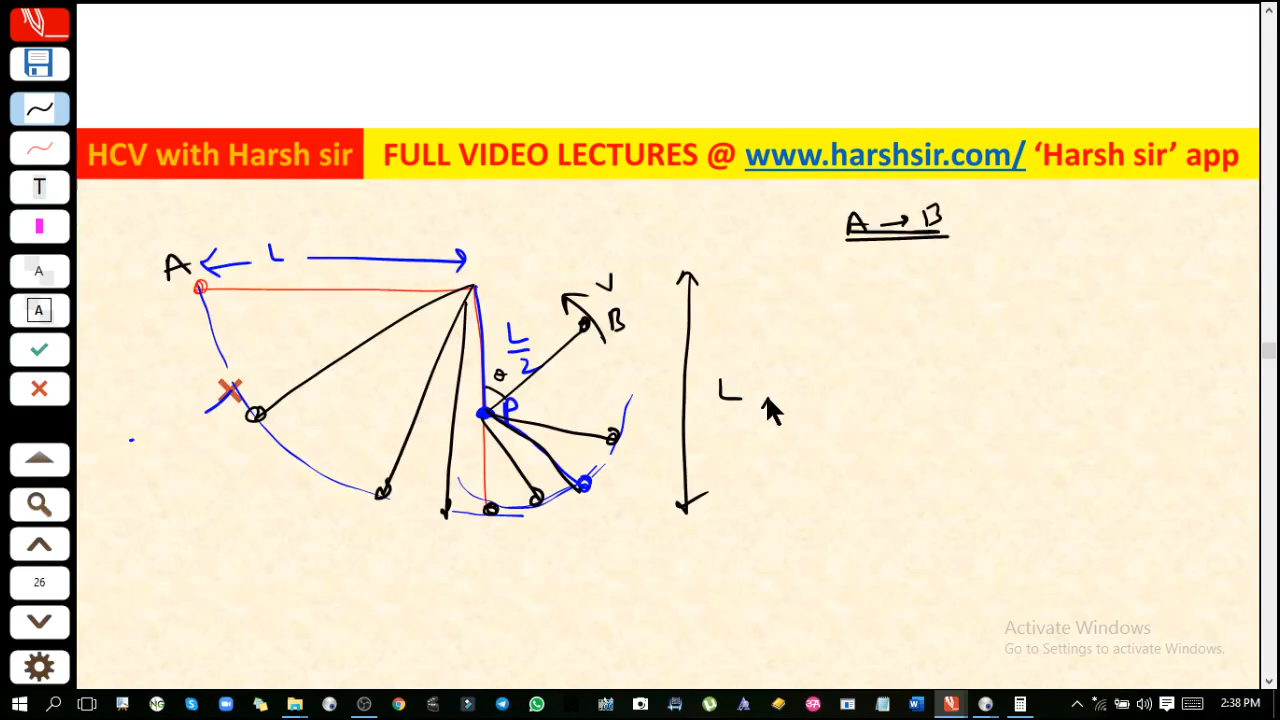 HCV with Harsh sir FULL VIDEO LECTURES @ www.harshsir.com/ ‘Harsh sir’ app
A → B
A
L
V
B
L/2
θ
P
L
T
A
A
26
Activate Windows
Go to Settings to activate Windows.
2:38 PM